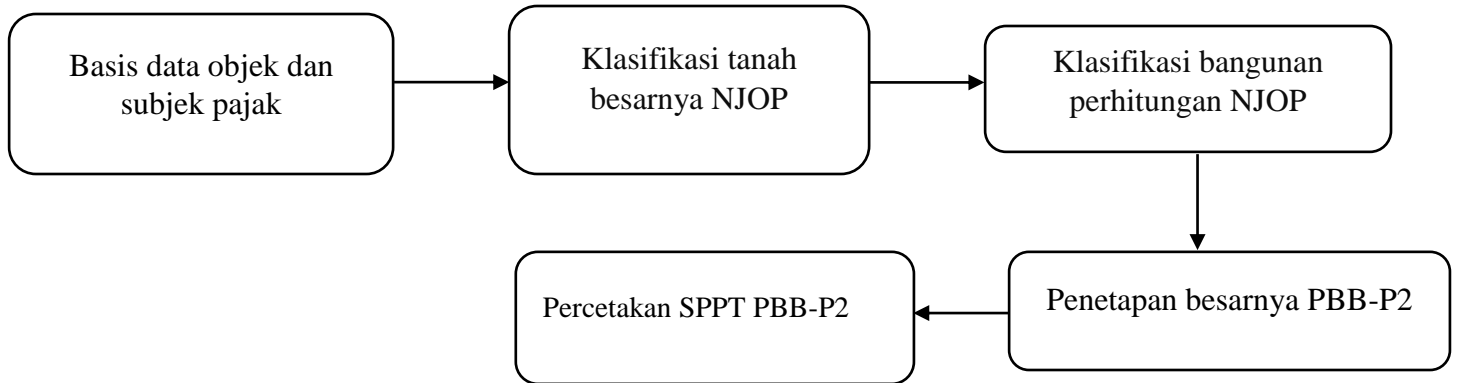 Basis data objek dan
subjek pajak
Klasifikasi tanah
besarnya NJOP
Klasifikasi bangunan
perhitungan NJOP
Penetapan besarnya PBB-P2
Percetakan SPPT PBB-P2